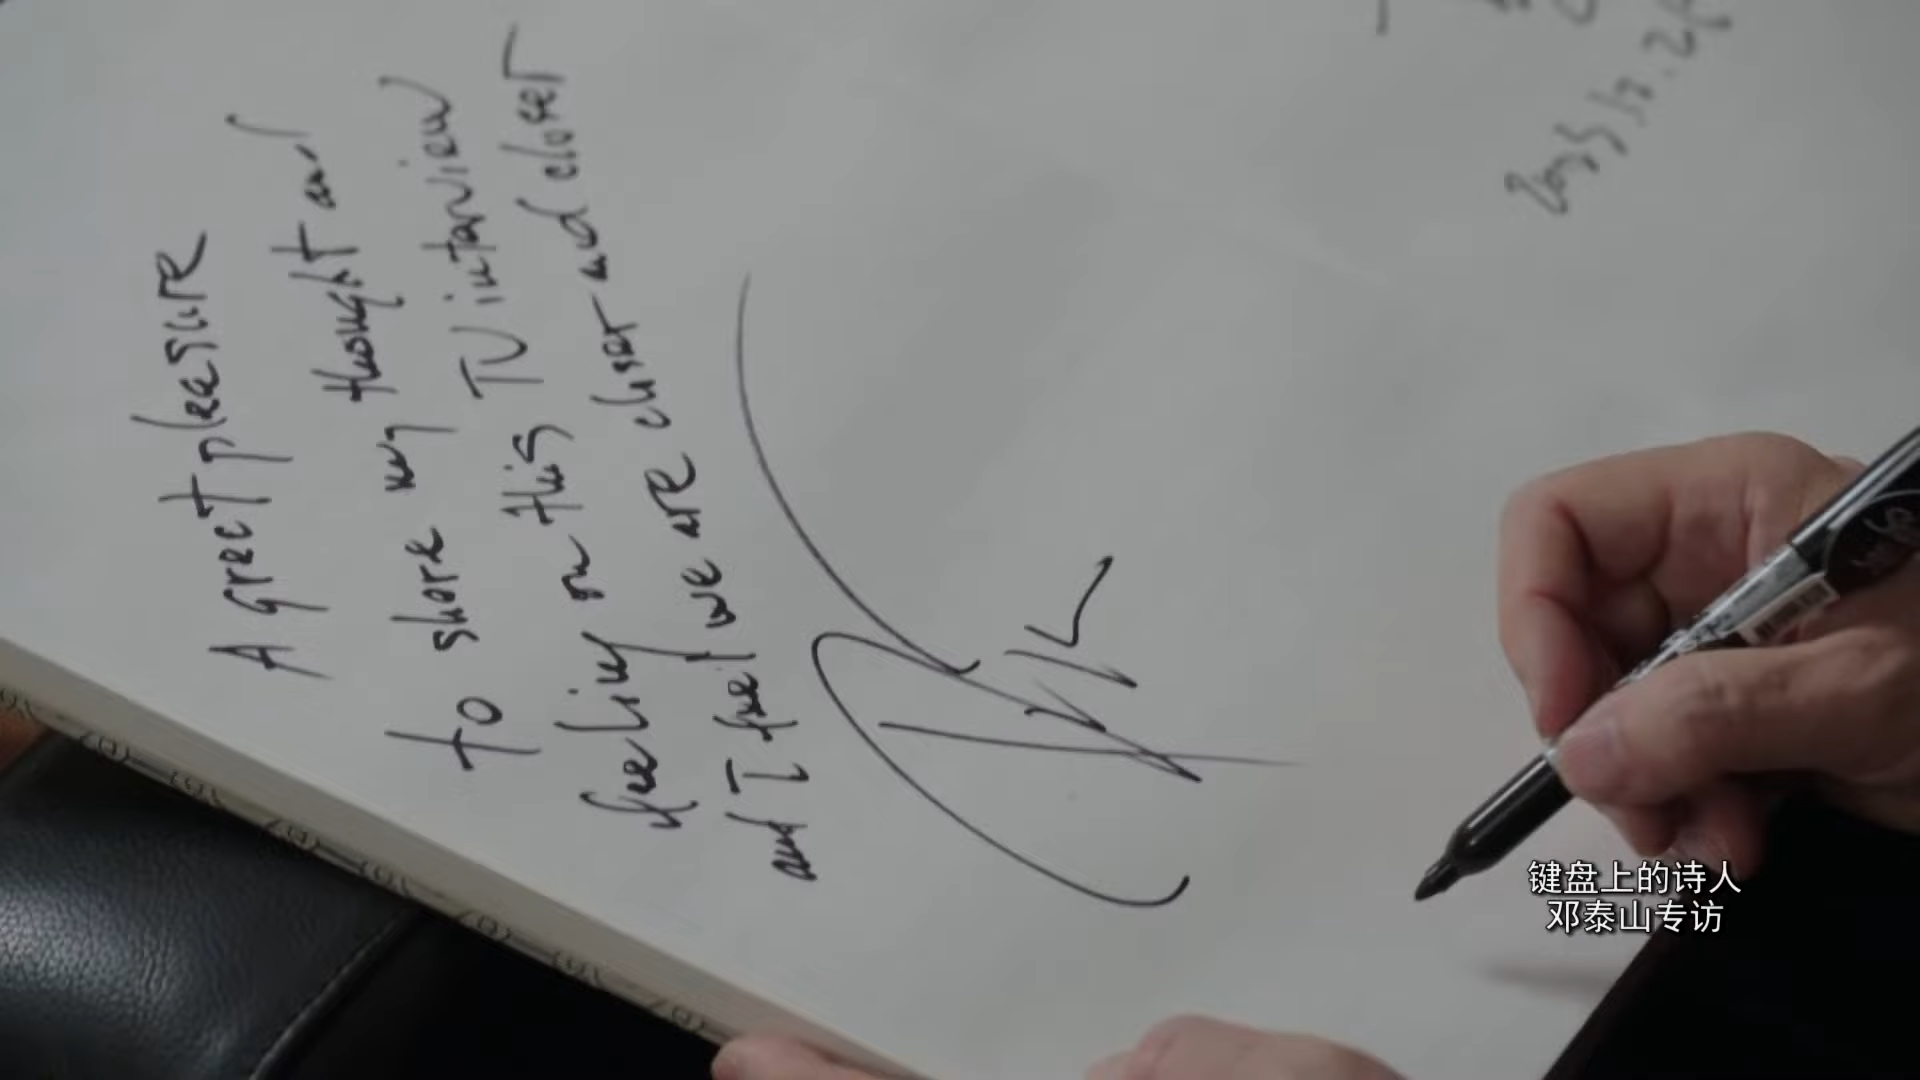 A great pleasure
to share my thought and
feeling on this TV interview
and I feel we are closer and closer
键盘上的诗人
邓泰山专访